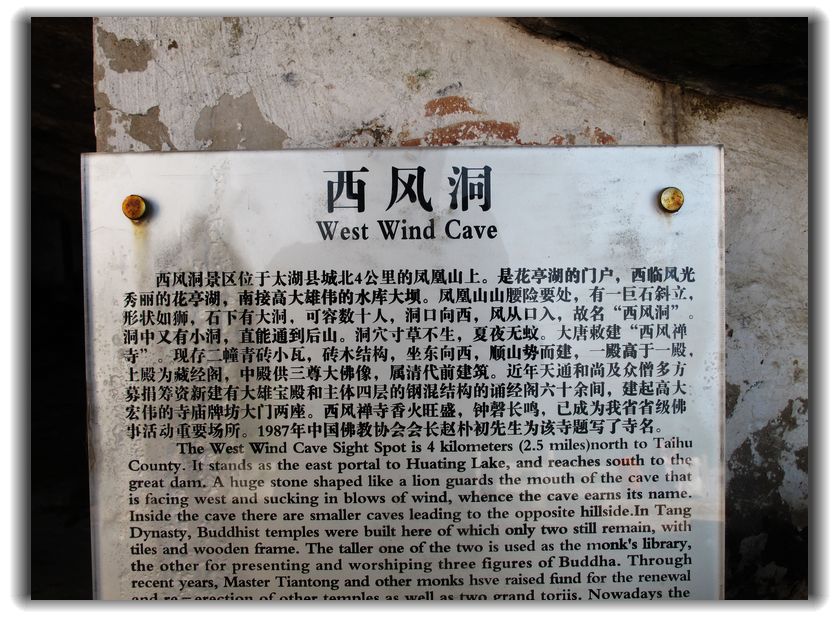 西风洞
West Wind Cave
西风洞景区位于太湖县城北4公里的凤凰山上。是花亭湖的门户，西临风光
秀丽的花亭湖，南接高大雄伟的水库大坝。凤凰山山腰险要处，有一巨石斜立，
形状如狮，石下有大洞，可容数十人，洞口向西，风从口入，故名“西风洞”。
洞中又有小洞，直能通到后山。洞穴寸草不生，夏夜无蚊。大唐敕建“西风禅
寺”。现存二幢青砖小瓦，砖木结构，坐东向西，顺山势而建，一殿高于一殿，
上殿为藏经阁，中殿供三尊大佛像，属清代前建筑。近年天通和尚及众僧多方
募捐筹资新建有大雄宝殿和主体四层的钢混结构的诵经阁六十余间，建起高大
宏伟的寺庙牌坊大门两座。西风禅寺香火旺盛，钟磬长鸣，已成为我省省级佛
事活动重要场所。1987年中国佛教协会会长赵朴初先生为该寺题写了寺名。
The West Wind Cave Sight Spot is 4 kilometers (2.5 miles)north to Taihu
County. It stands as the east portal to Huating Lake, and reaches south to the
great dam. A huge stone shaped like a lion guards the mouth of the cave that
is facing west and sucking in blows of wind, whence the cave earns its name.
Inside the cave there are smaller caves leading to the opposite hillside.In Tang
Dynasty, Buddhist temples were built here of which only two still remain, with
tiles and wooden frame. The taller one of the two is used as the monk's library,
the other for presenting and worshiping three figures of Buddha. Through
recent years, Master Tiantong and other monks hsve raised fund for the renewal
and re-erection of other temples as well as two grand toriis. Nowadays the